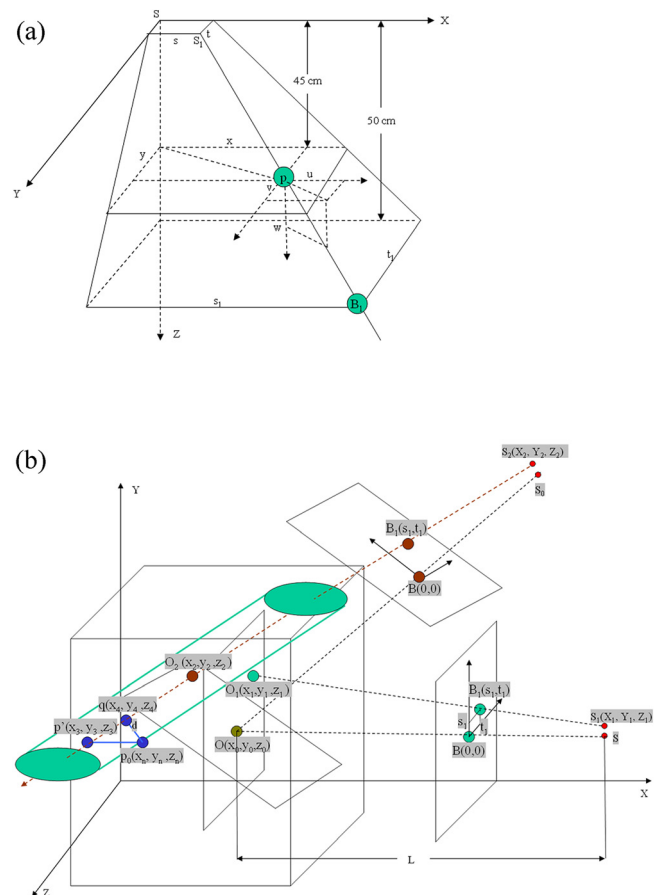 (a)
S
X
s
S₁
t
45 cm
50 cm
x
y
Y
p
u
v
w
t₁
s₁
B₁
Z
(b)
S₂(X₂, Y₂, Z₂)
S₀
Y
B₁(s₁,t₁)
B(0,0)
O₂ (x₂,y₂,z₂)
O₁(x₁,y₁,z₁)
B₁(s₁,t₁)
q(x₄, y₄, z₄)
d
s₁
t₁
S₁(X₁, Y₁, Z₁)
p'(x₃, y₃, z₃)
O(x₀,y₀,z₀)
B(0,0)
s
p₀(xₙ, yₙ, zₙ)
X
L
Z